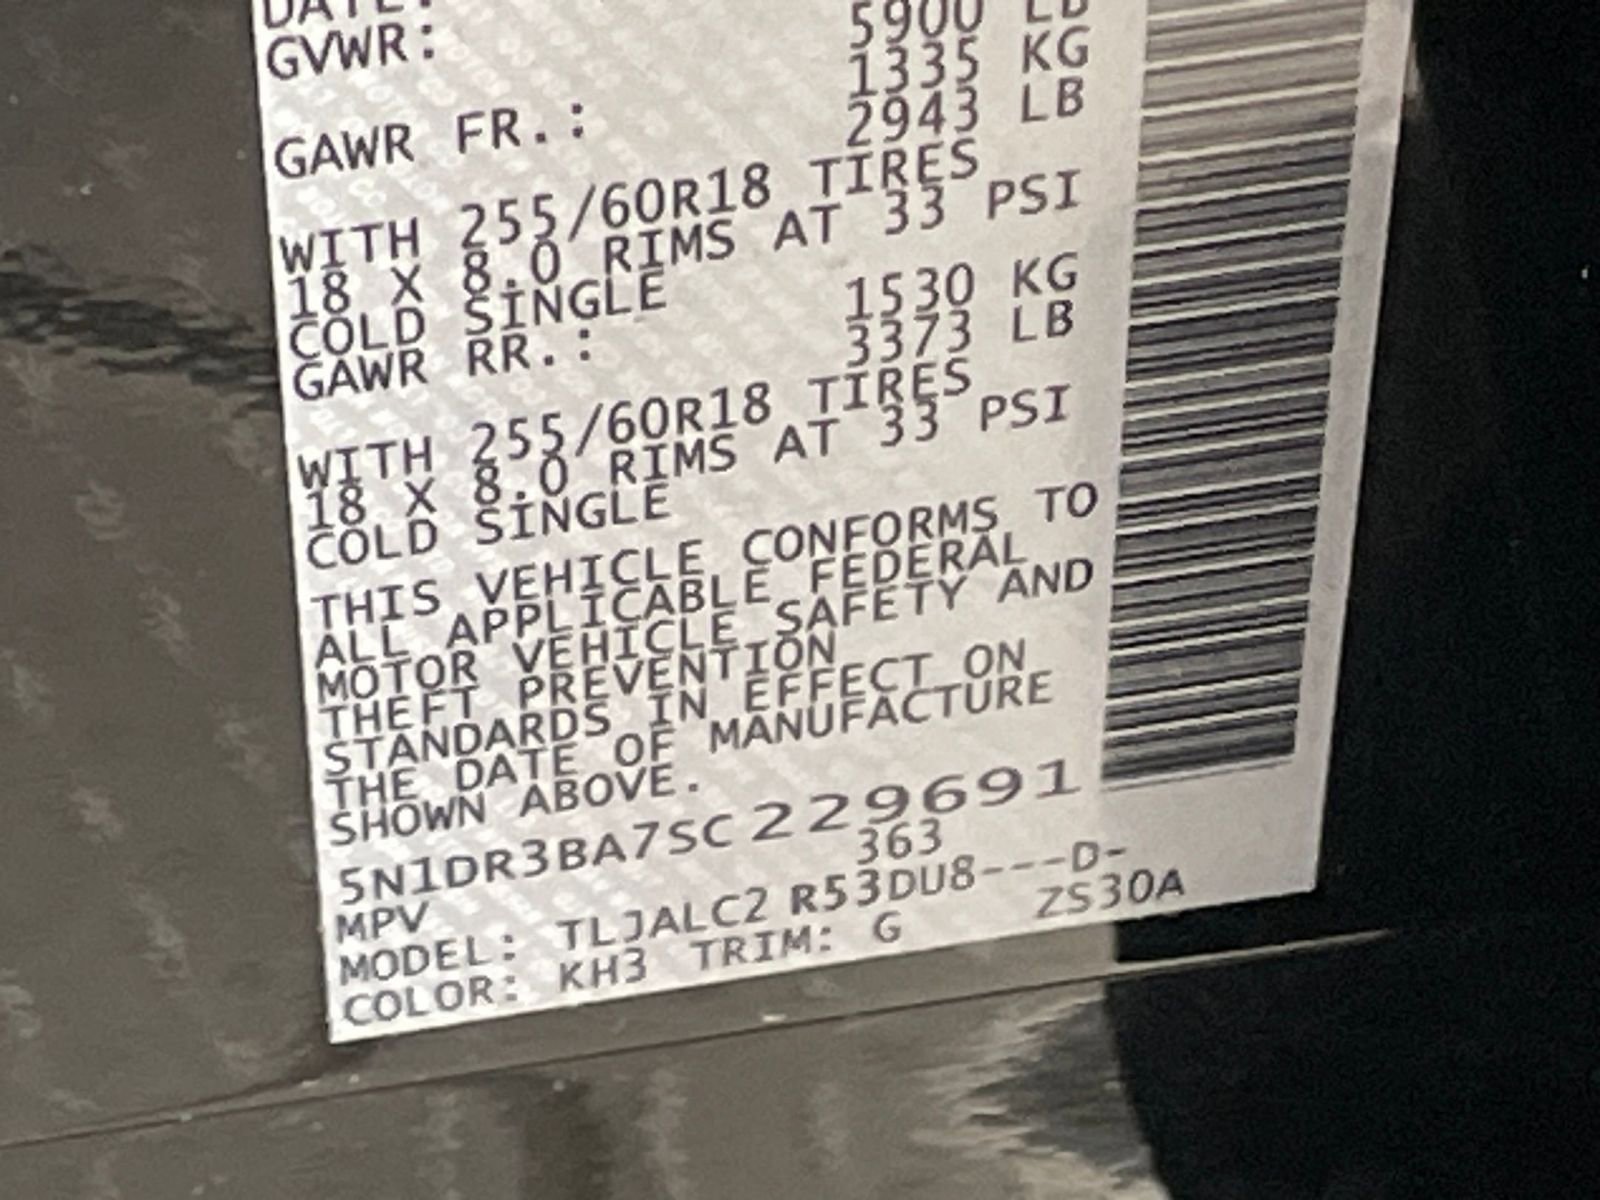 DATE:
GVWR: 5900 LB
1335 KG
GAWR FR.: 2943 LB
WITH 255/60R18 TIRES
18 X 8.0 RIMS AT 33 PSI
COLD SINGLE
1530 KG
GAWR RR.: 3373 LB
WITH 255/60R18 TIRES
18 X 8.0 RIMS AT 33 PSI
COLD SINGLE
THIS VEHICLE CONFORMS TO
ALL APPLICABLE FEDERAL
MOTOR VEHICLE SAFETY AND
THEFT PREVENTION
STANDARDS IN EFFECT ON
THE DATE OF MANUFACTURE
SHOWN ABOVE.
5N1DR3BA7SC229691
MPV 363
MODEL: TLJALC2 R53DU8---D-
COLOR: KH3 TRIM: G ZS30A